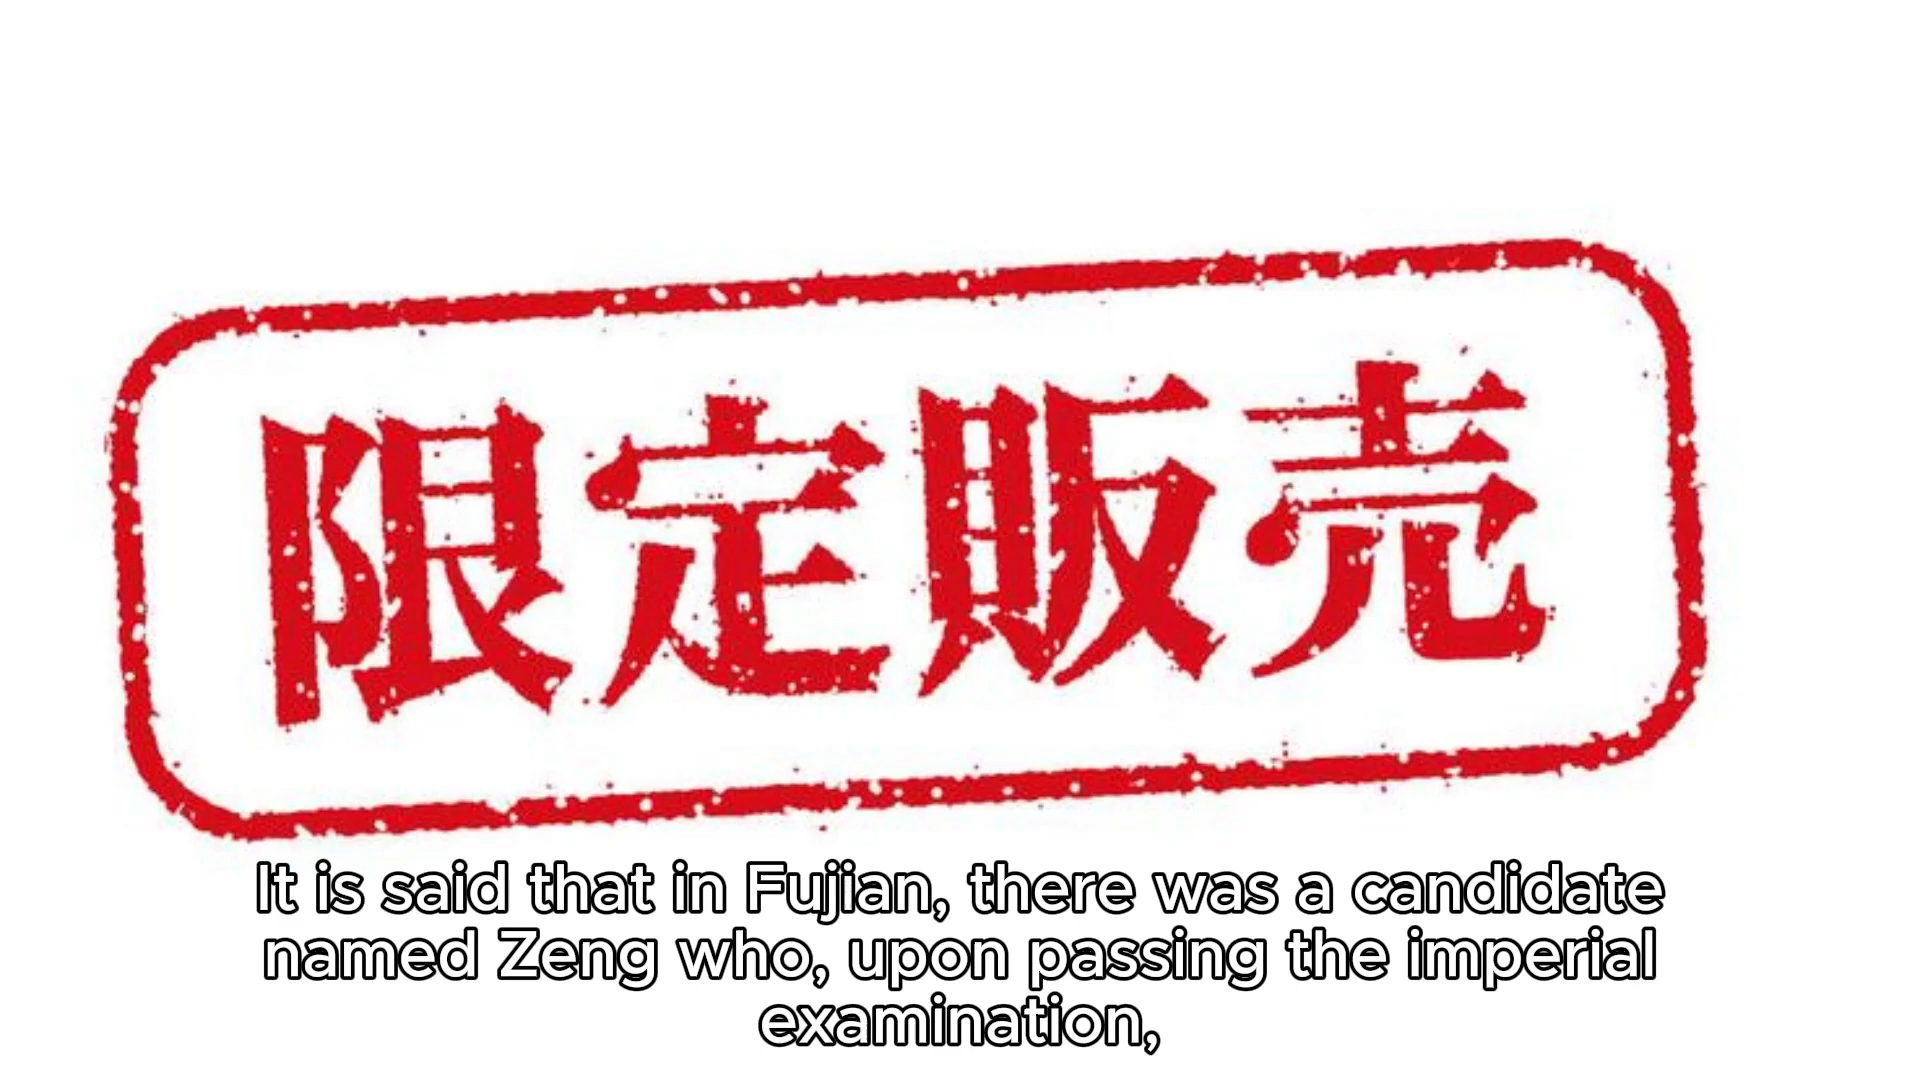 限定販売
It is said that in Fujian, there was a candidate
named Zeng who, upon passing the imperial
examination,